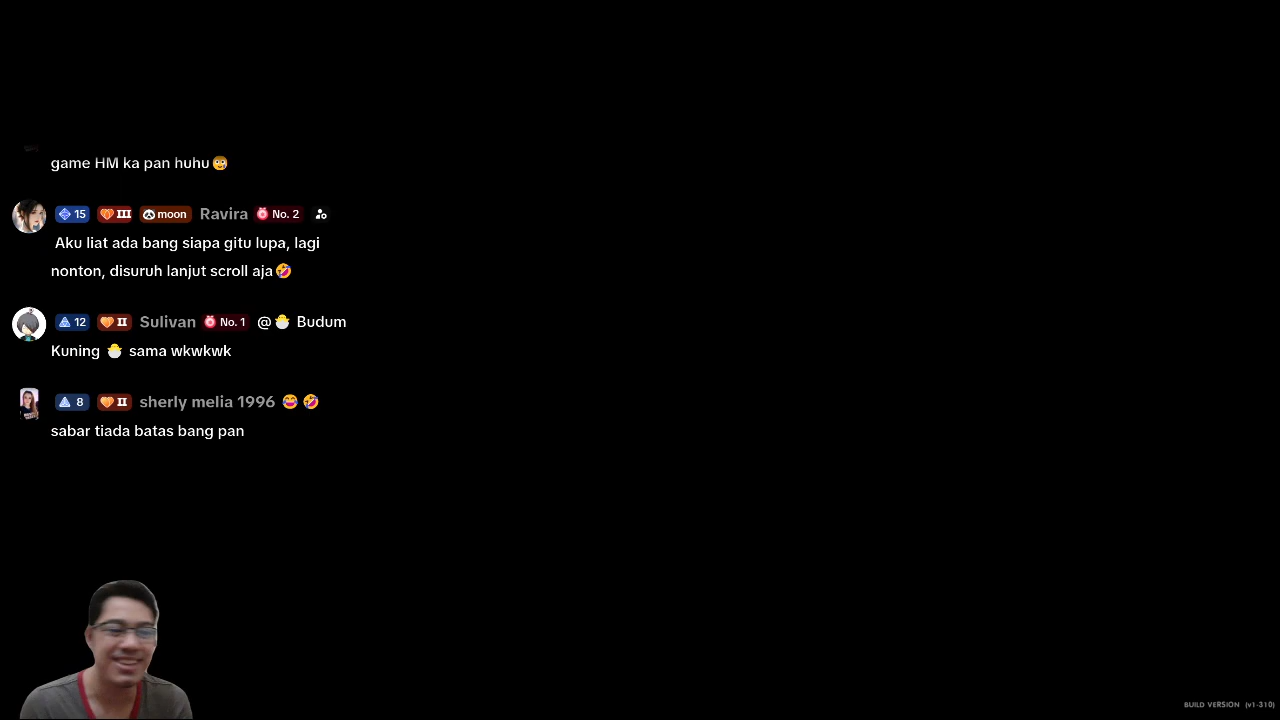 game HM ka pan huhu🤠
15 III moon Ravira No. 2
Aku liat ada bang siapa gitu lupa, lagi
nonton, disuruh lanjut scroll aja🤣
12 II Sulivan No. 1 @🐣 Budum
Kuning 🐣 sama wkwkwk
8 II sherly melia 1996 😂 🤣
sabar tiada batas bang pan
BUILD VERSION (v1-310)